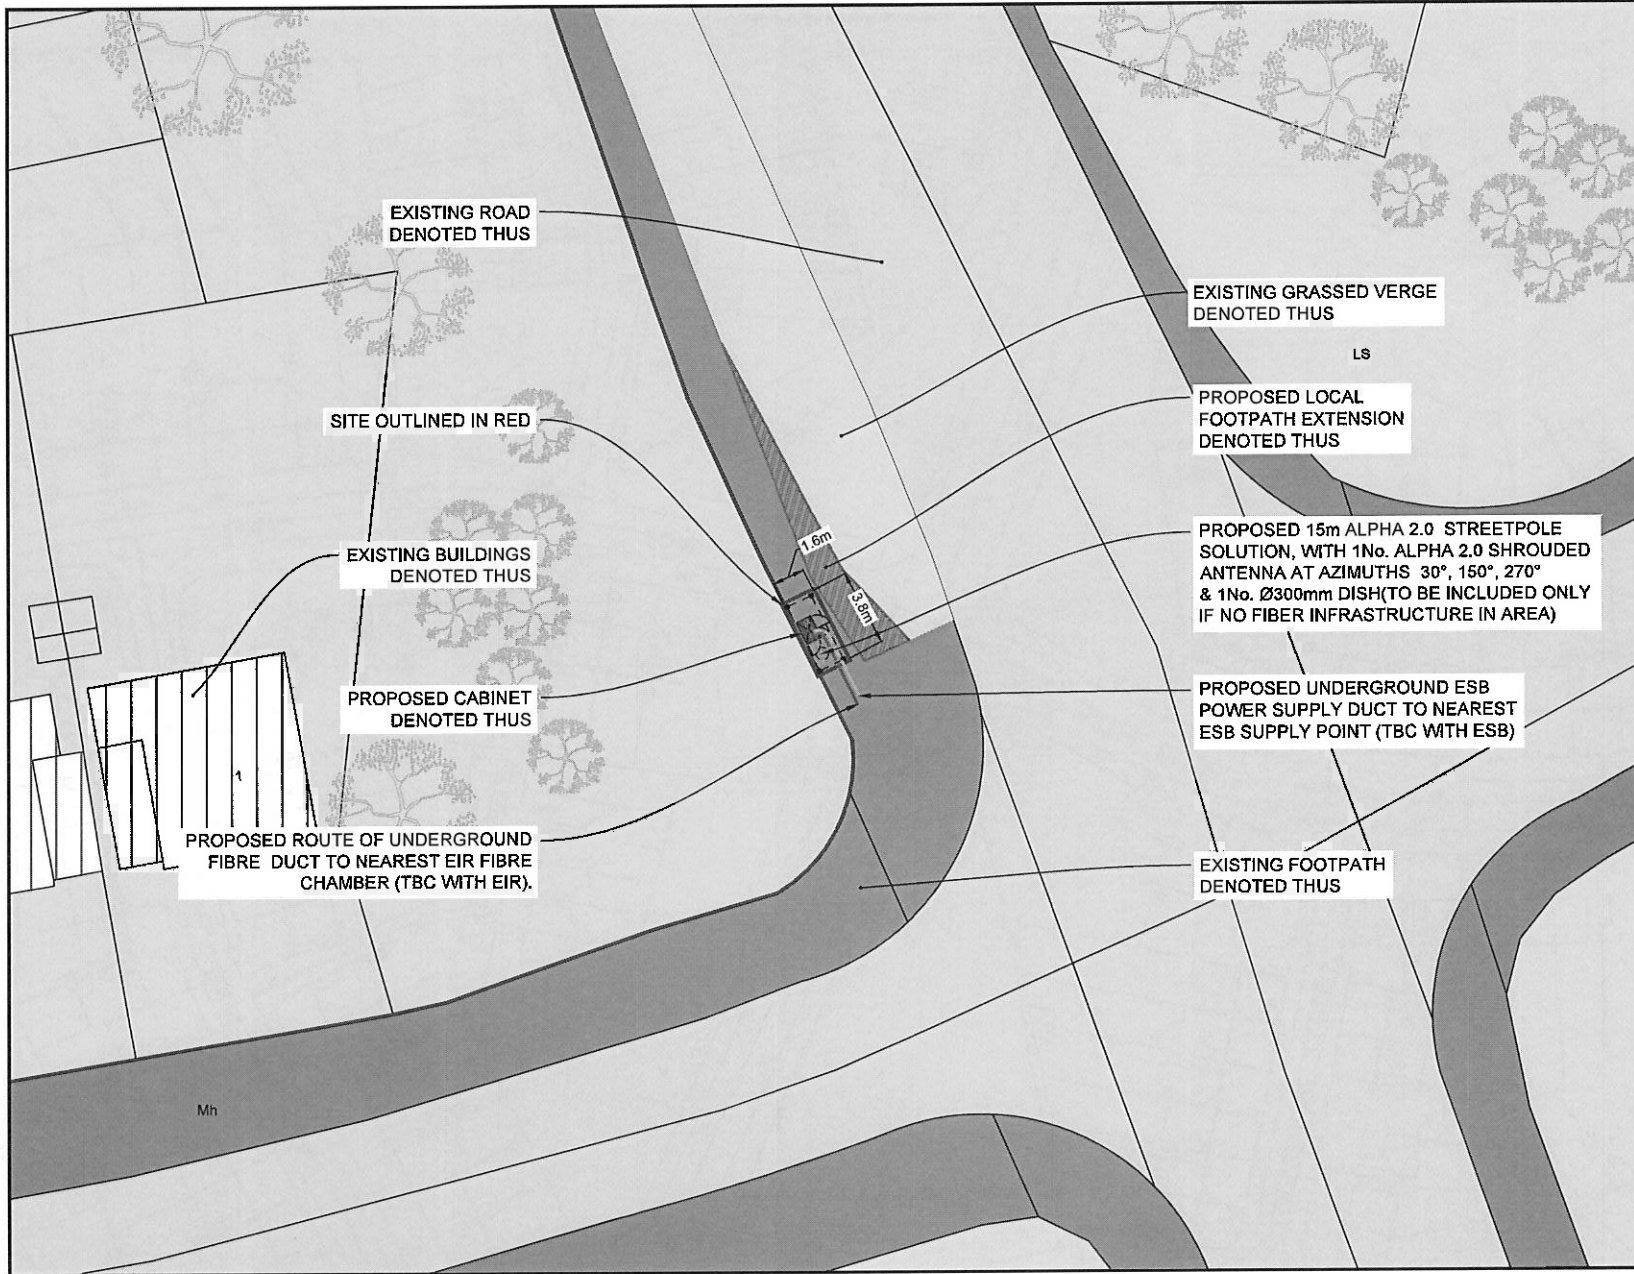 EXISTING ROAD
DENOTED THUS
EXISTING GRASSED VERGE
DENOTED THUS
LS
SITE OUTLINED IN RED
PROPOSED LOCAL
FOOTPATH EXTENSION
DENOTED THUS
EXISTING BUILDINGS
DENOTED THUS
1.6m
3.8m
PROPOSED 15m ALPHA 2.0 STREETPOLE
SOLUTION, WITH 1No. ALPHA 2.0 SHROUDED
ANTENNA AT AZIMUTHS 30°, 150°, 270°
& 1No. Ø300mm DISH(TO BE INCLUDED ONLY
IF NO FIBER INFRASTRUCTURE IN AREA)
PROPOSED CABINET
DENOTED THUS
PROPOSED UNDERGROUND ESB
POWER SUPPLY DUCT TO NEAREST
ESB SUPPLY POINT (TBC WITH ESB)
1
PROPOSED ROUTE OF UNDERGROUND
FIBRE DUCT TO NEAREST EIR FIBRE
CHAMBER (TBC WITH EIR).
EXISTING FOOTPATH
DENOTED THUS
Mh